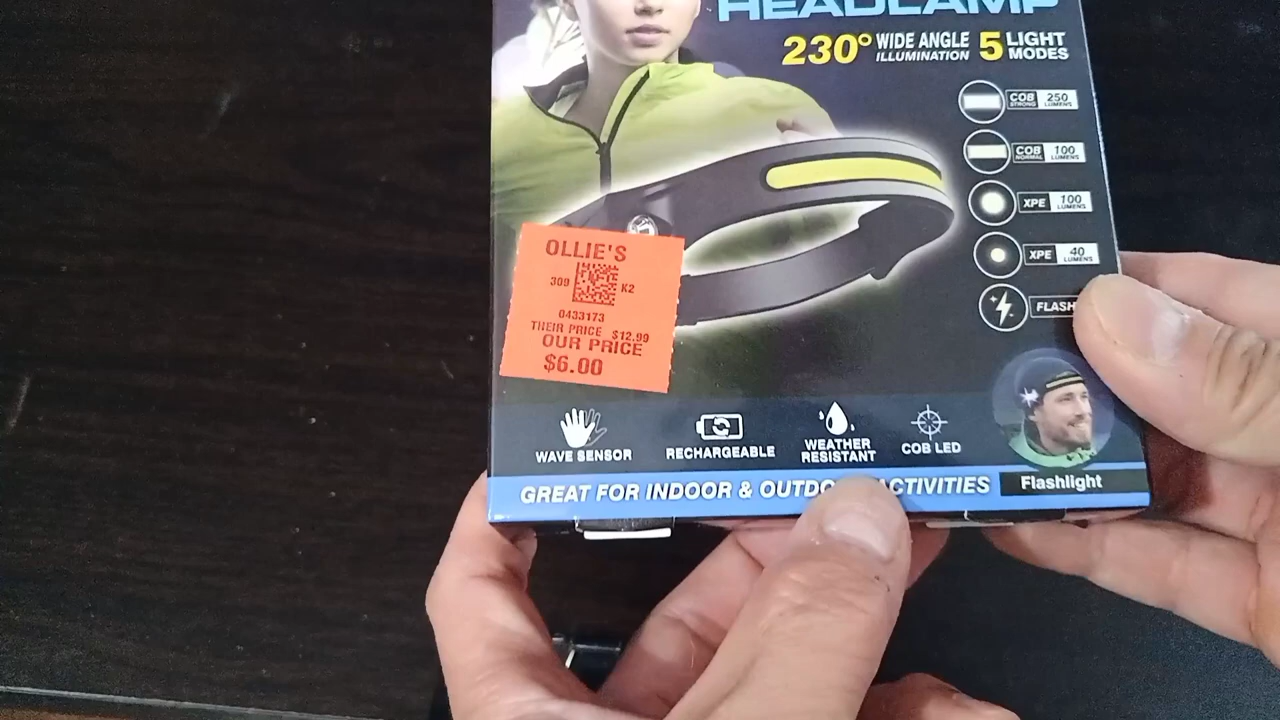 HEADLAMP
230° WIDE ANGLE ILLUMINATION 5 LIGHT MODES
COB STRONG 250 LUMENS
COB NORMAL 100 LUMENS
XPE 100 LUMENS
XPE 40 LUMENS
FLASH
OLLIE'S
309 K2
0433173
THEIR PRICE $12.99
OUR PRICE
$6.00
WAVE SENSOR
RECHARGEABLE
WEATHER
RESISTANT
COB LED
GREAT FOR INDOOR & OUTDO CTIVITIES
Flashlight